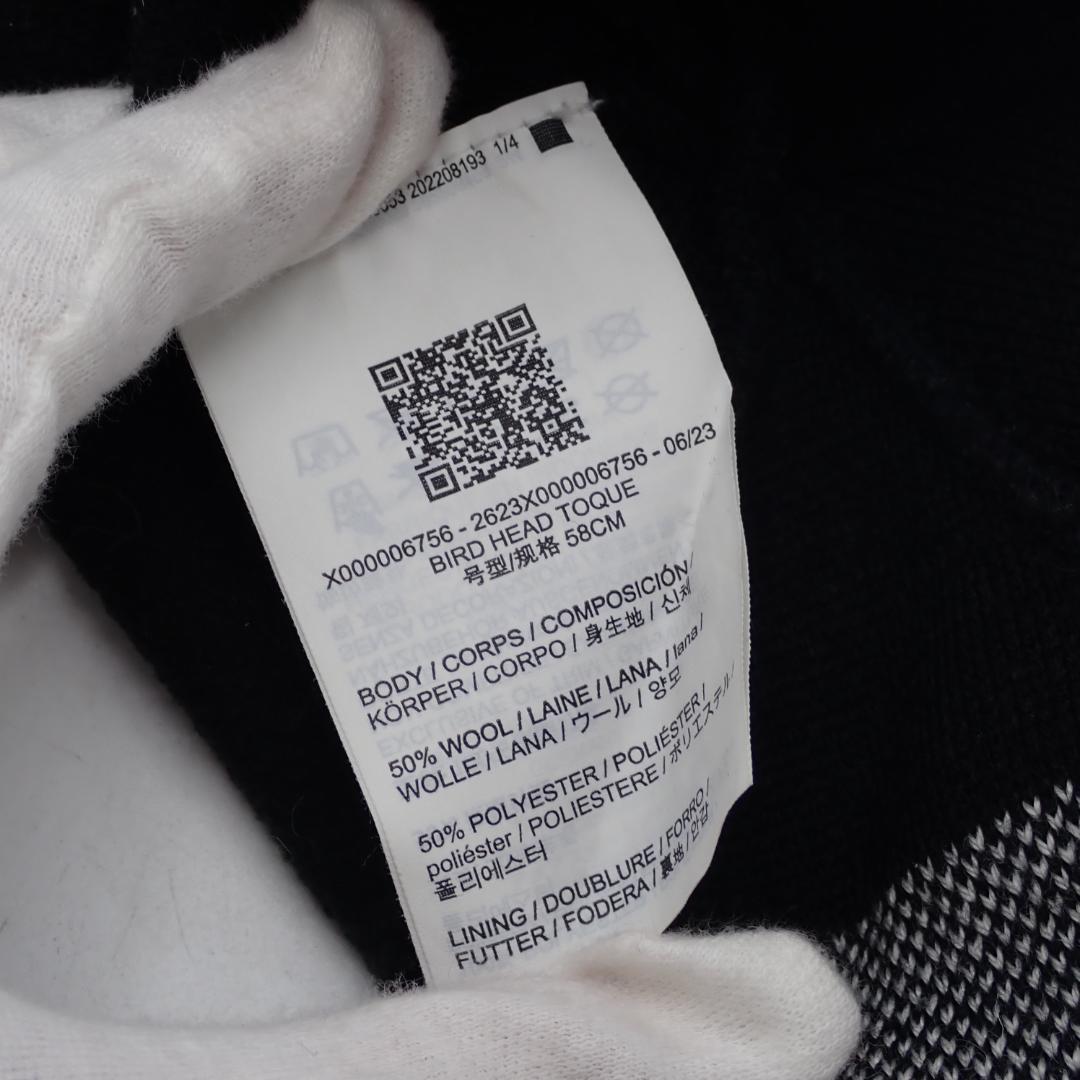 202208193 1/4
X000006756 - 2623X000006756 - 06/23
BIRD HEAD TOQUE
号型/规格 58CM
BODY / CORPS / COMPOSICIÓN /
KÖRPER / CORPO / 身生地 / 신체
50% WOOL / LAINE / LANA / lana /
WOLLE / LANA / ウール / 양모
50% POLYESTER / POLIÉSTER /
poliéster / POLIESTERE / ポリエステル /
폴리에스터
LINING / DOUBLURE / FORRO /
FUTTER / FODERA / 裏地 / 안감